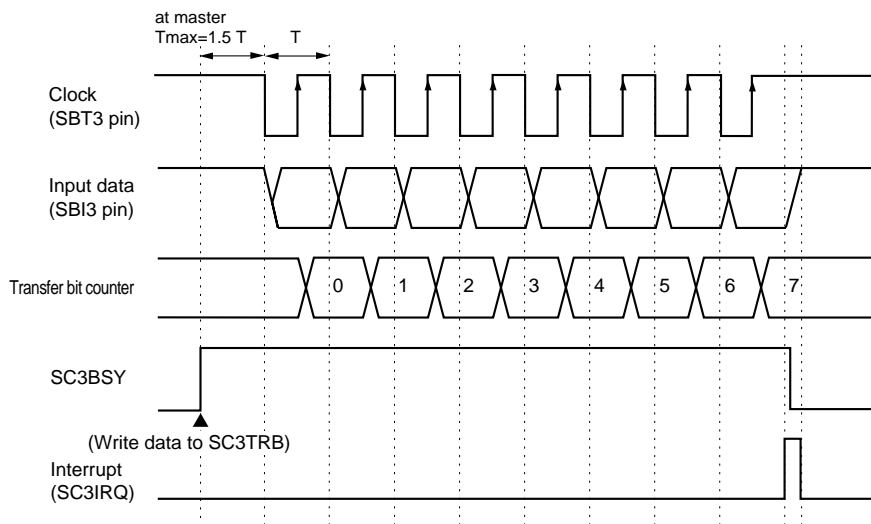 at master
Tmax=1.5 T
T
Clock
(SBT3 pin)
Input data
(SBI3 pin)
Transfer bit counter
0 1 2 3 4 5 6 7
SC3BSY
(Write data to SC3TRB)
Interrupt
(SC3IRQ)